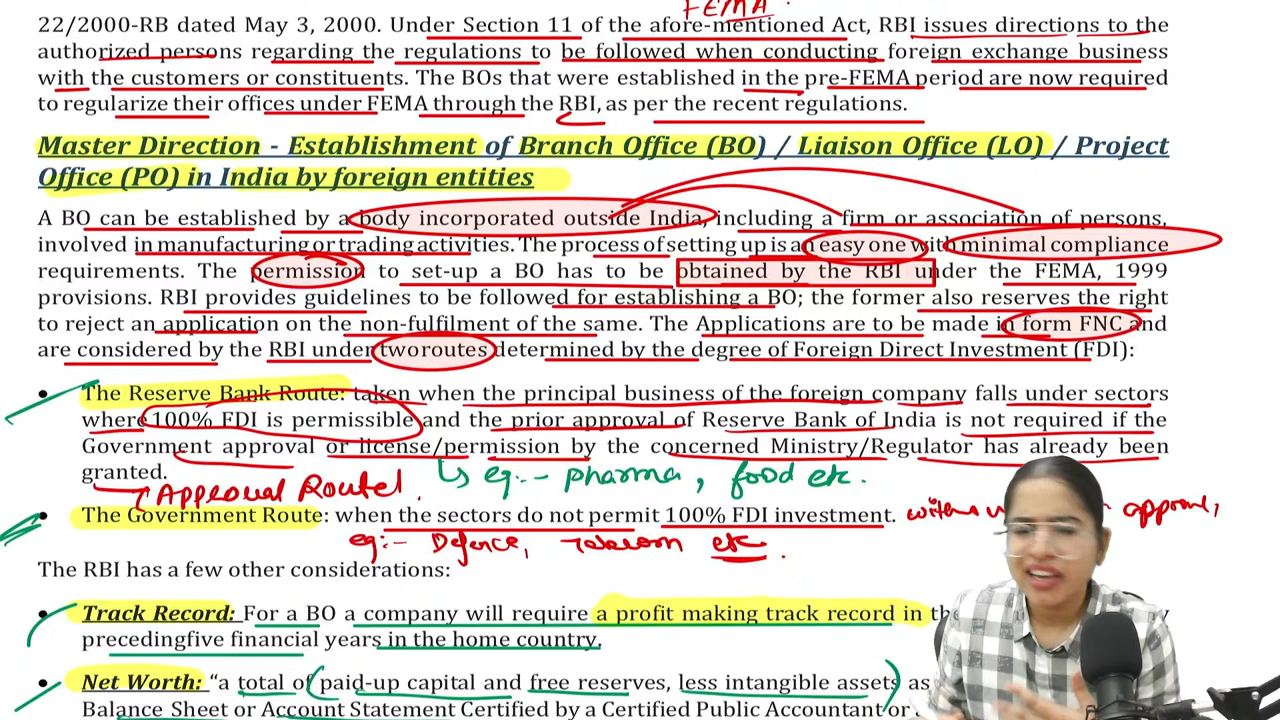 FEMA
22/2000-RB dated May 3, 2000. Under Section 11 of the afore-mentioned Act, RBI issues directions to the
authorized persons regarding the regulations to be followed when conducting foreign exchange business
with the customers or constituents. The BOs that were established in the pre-FEMA period are now required
to regularize their offices under FEMA through the RBI, as per the recent regulations.
Master Direction - Establishment of Branch Office (BO) / Liaison Office (LO) / Project
Office (PO) in India by foreign entities
A BO can be established by a body incorporated outside India, including a firm or association of persons,
involved in manufacturing or trading activities. The process of setting up is an easy one with minimal compliance
requirements. The permission to set-up a BO has to be obtained by the RBI under the FEMA, 1999
provisions. RBI provides guidelines to be followed for establishing a BO; the former also reserves the right
to reject an application on the non-fulfilment of the same. The Applications are to be made in form FNC and
are considered by the RBI under tworoutes determined by the degree of Foreign Direct Investment (FDI):
• The Reserve Bank Route: taken when the principal business of the foreign company falls under sectors
where 100% FDI is permissible and the prior approval of Reserve Bank of India is not required if the
Government approval or license/permission by the concerned Ministry/Regulator has already been
granted.
eg:- pharma, food etc.
Approval Route
• The Government Route: when the sectors do not permit 100% FDI investment. approval,
eg:- Defence, Telecom etc.
The RBI has a few other considerations:
• Track Record: For a BO a company will require a profit making track record in
precedingfive financial years in the home country.
• Net Worth: "a total of paid-up capital and free reserves, less intangible assets as
Balance Sheet or Account Statement Certified by a Certified Public Accountant or